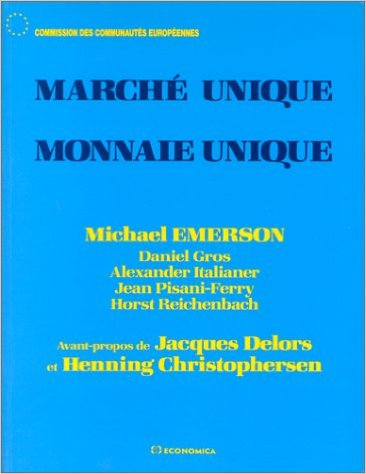 COMMISSION DES COMMUNAUTÉS EUROPÉENNES
MARCHÉ UNIQUE
MONNAIE UNIQUE
Michael EMERSON
Daniel Gros
Alexander Italianer
Jean Pisani-Ferry
Horst Reichenbach
Avant-propos de Jacques Delors
et Henning Christophersen
ECONOMICA